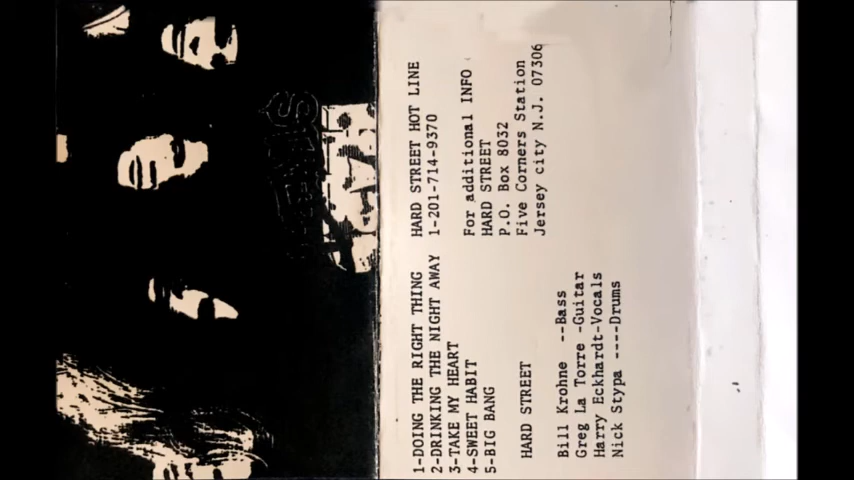 HARD STREET
1-DOING THE RIGHT THING
2-DRINKING THE NIGHT AWAY
3-TAKE MY HEART
4-SWEET HABIT
5-BIG BANG
HARD STREET
Bill Krohne --Bass
Greg La Torre -Guitar
Harry Eckhardt-Vocals
Nick Stypa ----Drums
HARD STREET HOT LINE
1-201-714-9370
For additional INFO
HARD STREET
P.O. Box 8032
Five Corners Station
Jersey city N.J. 07306